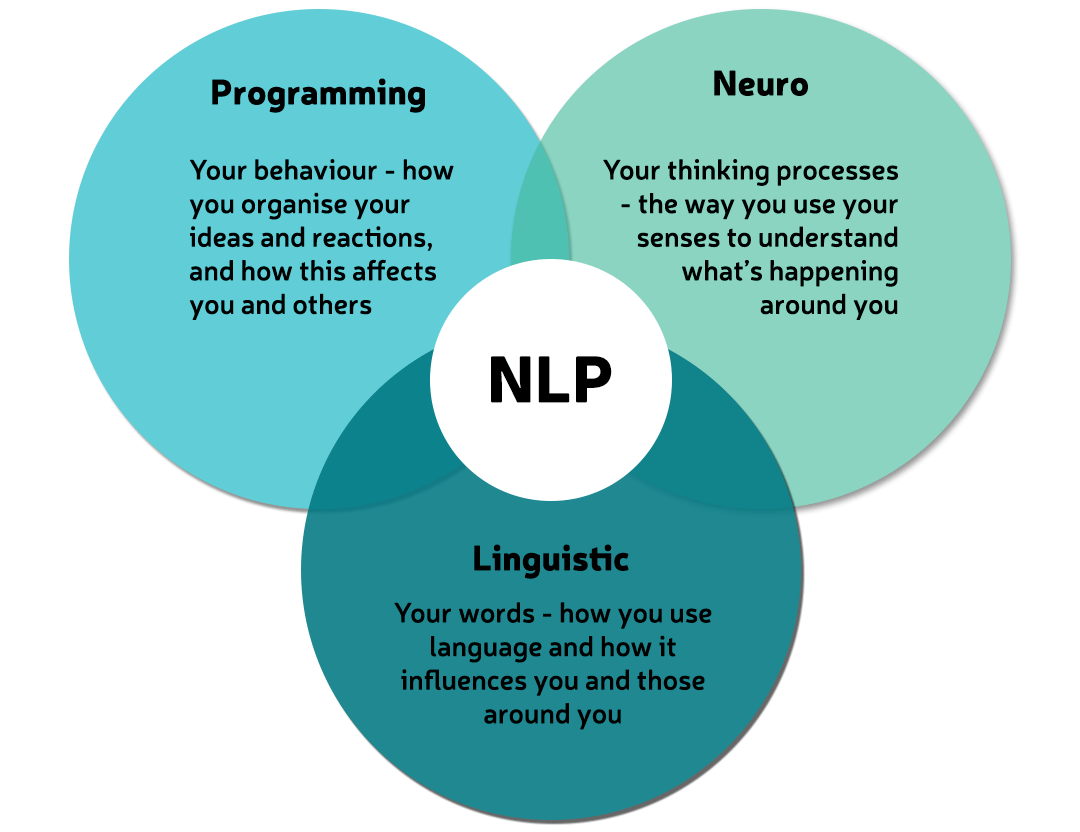 Programming
Your behaviour - how
you organise your
ideas and reactions,
and how this affects
you and others
Neuro
Your thinking processes
- the way you use your
senses to understand
what's happening
around you
NLP
Linguistic
Your words - how you use
language and how it
influences you and those
around you